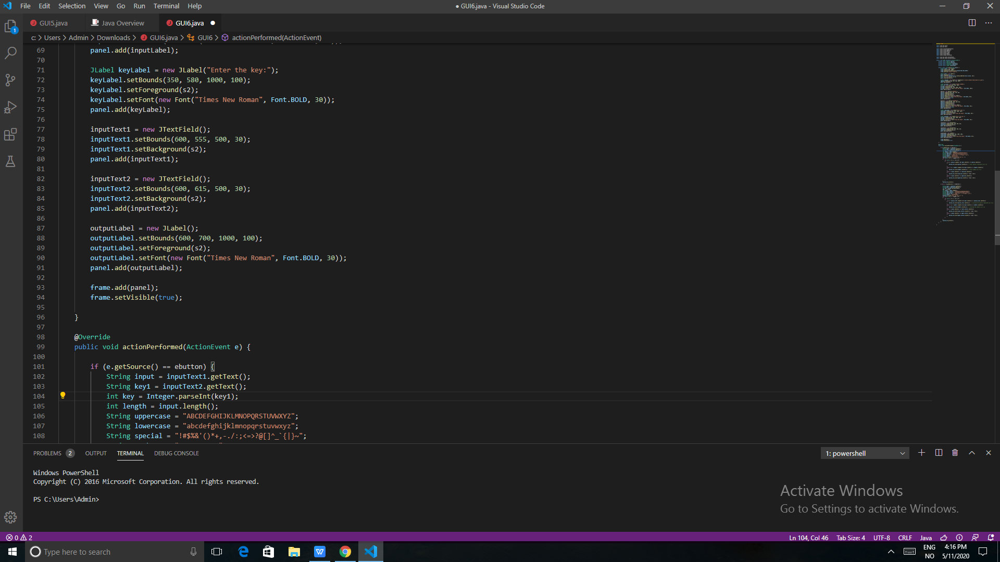 File Edit Selection View Go Run Terminal Help
● GUI6.java - Visual Studio Code
GUI5.java
Java Overview
GUI6.java ●
c: > Users > Admin > Downloads > GUI6.java > GUI6 > actionPerformed(ActionEvent)
69 panel.add(inputLabel);
70
71 JLabel keyLabel = new JLabel("Enter the key:");
72 keyLabel.setBounds(350, 580, 1000, 100);
73 keyLabel.setForeground(s2);
74 keyLabel.setFont(new Font("Times New Roman", Font.BOLD, 30));
75 panel.add(keyLabel);
76
77 inputText1 = new JTextField();
78 inputText1.setBounds(600, 555, 500, 30);
79 inputText1.setBackground(s2);
80 panel.add(inputText1);
81
82 inputText2 = new JTextField();
83 inputText2.setBounds(600, 615, 500, 30);
84 inputText2.setBackground(s2);
85 panel.add(inputText2);
86
87 outputLabel = new JLabel();
88 outputLabel.setBounds(600, 700, 1000, 100);
89 outputLabel.setForeground(s2);
90 outputLabel.setFont(new Font("Times New Roman", Font.BOLD, 30));
91 panel.add(outputLabel);
92
93 frame.add(panel);
94 frame.setVisible(true);
95
96 }
97
98 @Override
99 public void actionPerformed(ActionEvent e) {
100
101 if (e.getSource() == ebutton) {
102 String input = inputText1.getText();
103 String key1 = inputText2.getText();
104 int key = Integer.parseInt(key1);
105 int length = input.length();
106 String uppercase = "ABCDEFGHIJKLMNOPQRSTUVWXYZ";
107 String lowercase = "abcdefghijklmnopqrstuvwxyz";
108 String special = "!#$%&'()*+,-./:;<=>?@[]^_`{|}~";
PROBLEMS 2 OUTPUT TERMINAL DEBUG CONSOLE
1: powershell
Windows PowerShell
Copyright (C) 2016 Microsoft Corporation. All rights reserved.
PS C:\Users\Admin>
Activate Windows
Go to Settings to activate Windows.
0 2
Ln 104, Col 46 Tab Size: 4 UTF-8 CRLF Java
Type here to search
ENG
NO
4:16 PM
5/11/2020
1